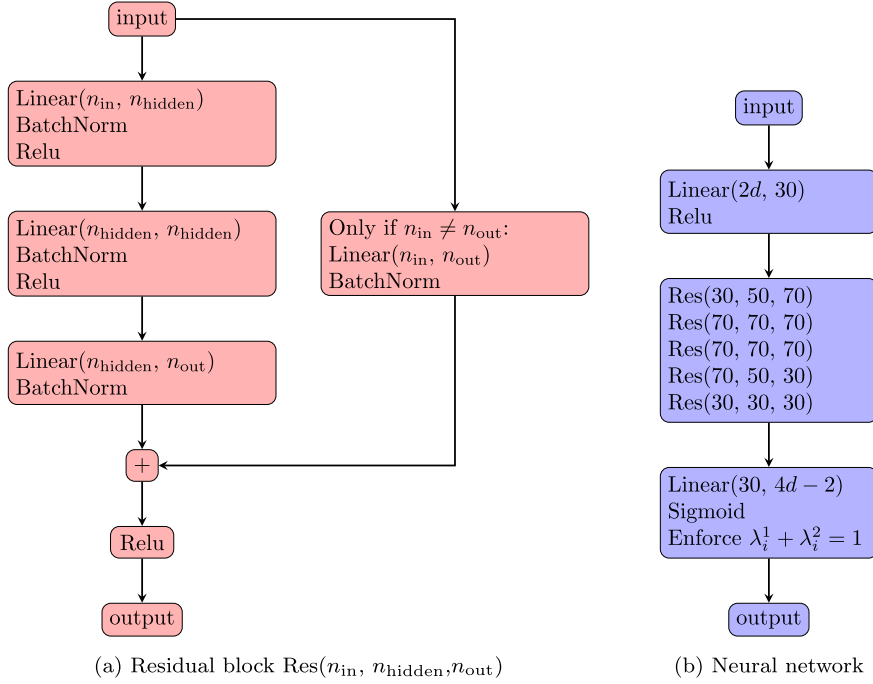 input
Linear(n_in, n_hidden)
BatchNorm
Relu
Linear(n_hidden, n_hidden)
BatchNorm
Relu
Linear(n_hidden, n_out)
BatchNorm
Only if n_in ≠ n_out:
Linear(n_in, n_out)
BatchNorm
+
Relu
output
(a) Residual block Res(n_in, n_hidden,n_out)
input
Linear(2d, 30)
Relu
Res(30, 50, 70)
Res(70, 70, 70)
Res(70, 70, 70)
Res(70, 50, 30)
Res(30, 30, 30)
Linear(30, 4d − 2)
Sigmoid
Enforce λ_i^1 + λ_i^2 = 1
output
(b) Neural network